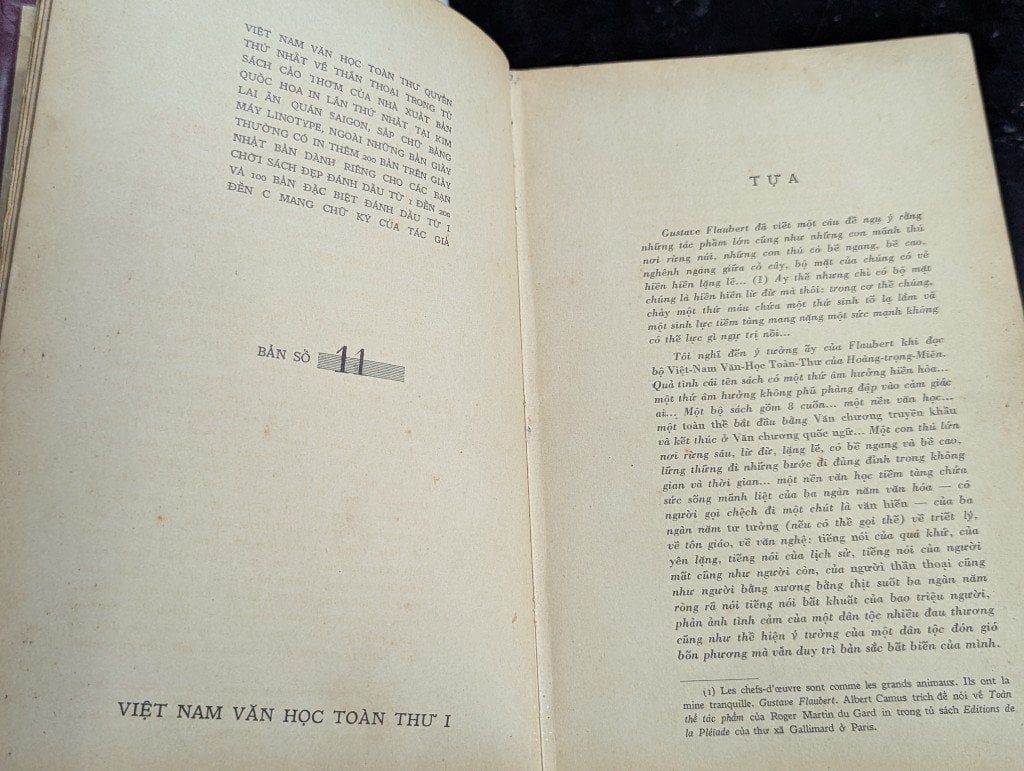 VIỆT NAM VĂN HỌC TOÀN THƯ QUYỂN
THỨ NHẤT VỀ THẦN THOẠI TRONG TỦ
SÁCH CẢO THƠM CỦA NHÀ XUẤT BẢN
QUỐC HOA IN LẦN THỨ NHẤT TẠI KIM
LAI ẤN QUÁN SAIGON, SẮP CHỮ BẰNG
MÁY LINOTYPE, NGOÀI NHỮNG BẢN GIẤY
THƯỜNG CÓ IN THÊM 200 BẢN TRÊN GIẤY
NHẬT BẢN DÀNH RIÊNG CHO CÁC BẠN
CHƠI SÁCH ĐẸP ĐÁNH DẤU TỪ 1 ĐẾN 200
VÀ 100 BẢN ĐẶC BIỆT ĐÁNH DẤU TỪ I
ĐẾN C MANG CHỮ KÝ CỦA TÁC GIẢ
BẢN SỐ 11
VIỆT NAM VĂN HỌC TOÀN THƯ I
TỰA
Gustave Flaubert đã viết một câu đề ngụ ý rằng
những tác phẩm lớn cũng như những con mãnh thú
nơi rừng núi, những con thú có bề ngang, bề cao,
nghênh ngang giữa cỏ cây, bộ mặt của chúng có vẻ
hiền hiền lặng lẽ... (1) Ấy thế nhưng chỉ có bộ mặt
chúng là hiền hiền lừ đừ mà thôi: trong cơ thể chúng,
chảy một thứ máu chứa một thứ sinh tố lạ lắm và
một sinh lực tiềm tàng mang nặng một sức mạnh không
có thế lực gì ngự trị nổi...
Tôi nghĩ đến ý tưởng ấy của Flaubert khi đọc
bộ Việt-Nam Văn-Học Toàn-Thư của Hoàng-trọng-Miên.
Quả tình cái tên sách có một thứ âm hưởng hiền hòa...
một thứ âm hưởng không phũ phàng đập vào cảm giác
ai... Một bộ sách gồm 8 cuốn... một nền văn học...
một toàn thể bắt đầu bằng Văn chương truyền khẩu
và kết thúc ở Văn chương quốc ngữ... Một con thú lớn
nơi rừng sâu, lừ đừ, lặng lẽ, có bề ngang và bề cao,
lững thững đi những bước đi đủng đỉnh trong không
gian và thời gian... một nền văn học tiềm tàng chứa
sức sống mãnh liệt của ba ngàn năm văn hóa — có
người gọi chệch đi một chút là văn hiến — của ba
ngàn năm tư tưởng (nếu có thể gọi thế) về triết lý,
về tôn giáo, về văn nghệ: tiếng nói của quá khứ, của
yên lặng, tiếng nói của lịch sử, tiếng nói của người
mất cũng như người còn, của người thần thoại cũng
như người bằng xương bằng thịt suốt ba ngàn năm
ròng rã nói tiếng nói bất khuất của bao triệu người,
phản ảnh tình cảm của một dân tộc nhiều đau thương
cũng như thể hiện ý tưởng của một dân tộc đón gió
bốn phương mà vẫn duy trì bản sắc bất biến của mình.
(1) Les chefs-d'œuvre sont comme les grands animaux. Ils ont la
mine tranquille. Gustave Flaubert. Albert Camus trích để nói về Toàn
thể tác phẩm của Roger Martin du Gard in trong tủ sách Editions de
la Pléiade của thư xã Gallimard ở Paris.